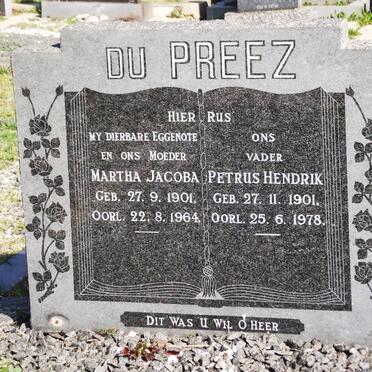 DU PREEZ
HIER RUS
MY DIERBARE EGGENOTE
EN ONS MOEDER
MARTHA JACOBA
GEB. 27. 9. 1901.
OORL. 22. 8. 1964.
ONS
VADER
PETRUS HENDRIK
GEB. 27. 11. 1901.
OORL. 25. 6. 1978.
DIT WAS U WIL O HEER